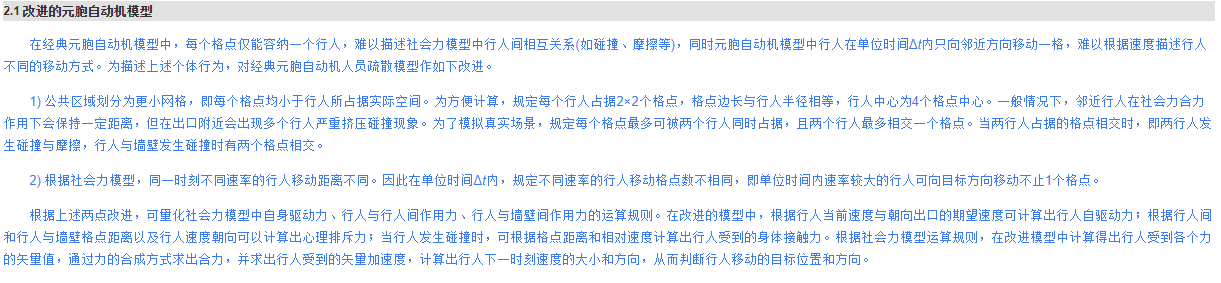 2.1 改进的元胞自动机模型
在经典元胞自动机模型中，每个格点仅能容纳一个行人，难以描述社会力模型中行人间相互关系(如碰撞、摩擦等)，同时元胞自动机模型中行人在单位时间Δt内只向邻近方向移动一格，难以根据速度描述行人
不同的移动方式。为描述上述个体行为，对经典元胞自动机人员疏散模型作如下改进。
1) 公共区域划分为更小网格，即每个格点均小于行人所占据实际空间。为方便计算，规定每个行人占据2×2个格点，格点边长与行人半径相等，行人中心为4个格点中心。一般情况下，邻近行人在社会力合力
作用下会保持一定距离，但在出口附近会出现多个行人严重挤压碰撞现象。为了模拟真实场景，规定每个格点最多可被两个行人同时占据，且两个行人最多相交一个格点。当两行人占据的格点相交时，即两行人发
生碰撞与摩擦，行人与墙壁发生碰撞时有两个格点相交。
2) 根据社会力模型，同一时刻不同速率的行人移动距离不同。因此在单位时间Δt内，规定不同速率的行人移动格点数不相同，即单位时间内速率较大的行人可向目标方向移动不止1个格点。
根据上述两点改进，可量化社会力模型中自身驱动力、行人与行人间作用力、行人与墙壁间作用力的运算规则。在改进的模型中，根据行人当前速度与朝向出口的期望速度可计算出行人自驱动力；根据行人间
和行人与墙壁格点距离以及行人速度朝向可以计算出心理排斥力；当行人发生碰撞时，可根据格点距离和相对速度计算出行人受到的身体接触力。根据社会力模型运算规则，在改进模型中计算得出行人受到各个力
的矢量值，通过力的合成方式求出合力，并求出行人受到的矢量加速度，计算出行人下一时刻速度的大小和方向，从而判断行人移动的目标位置和方向。